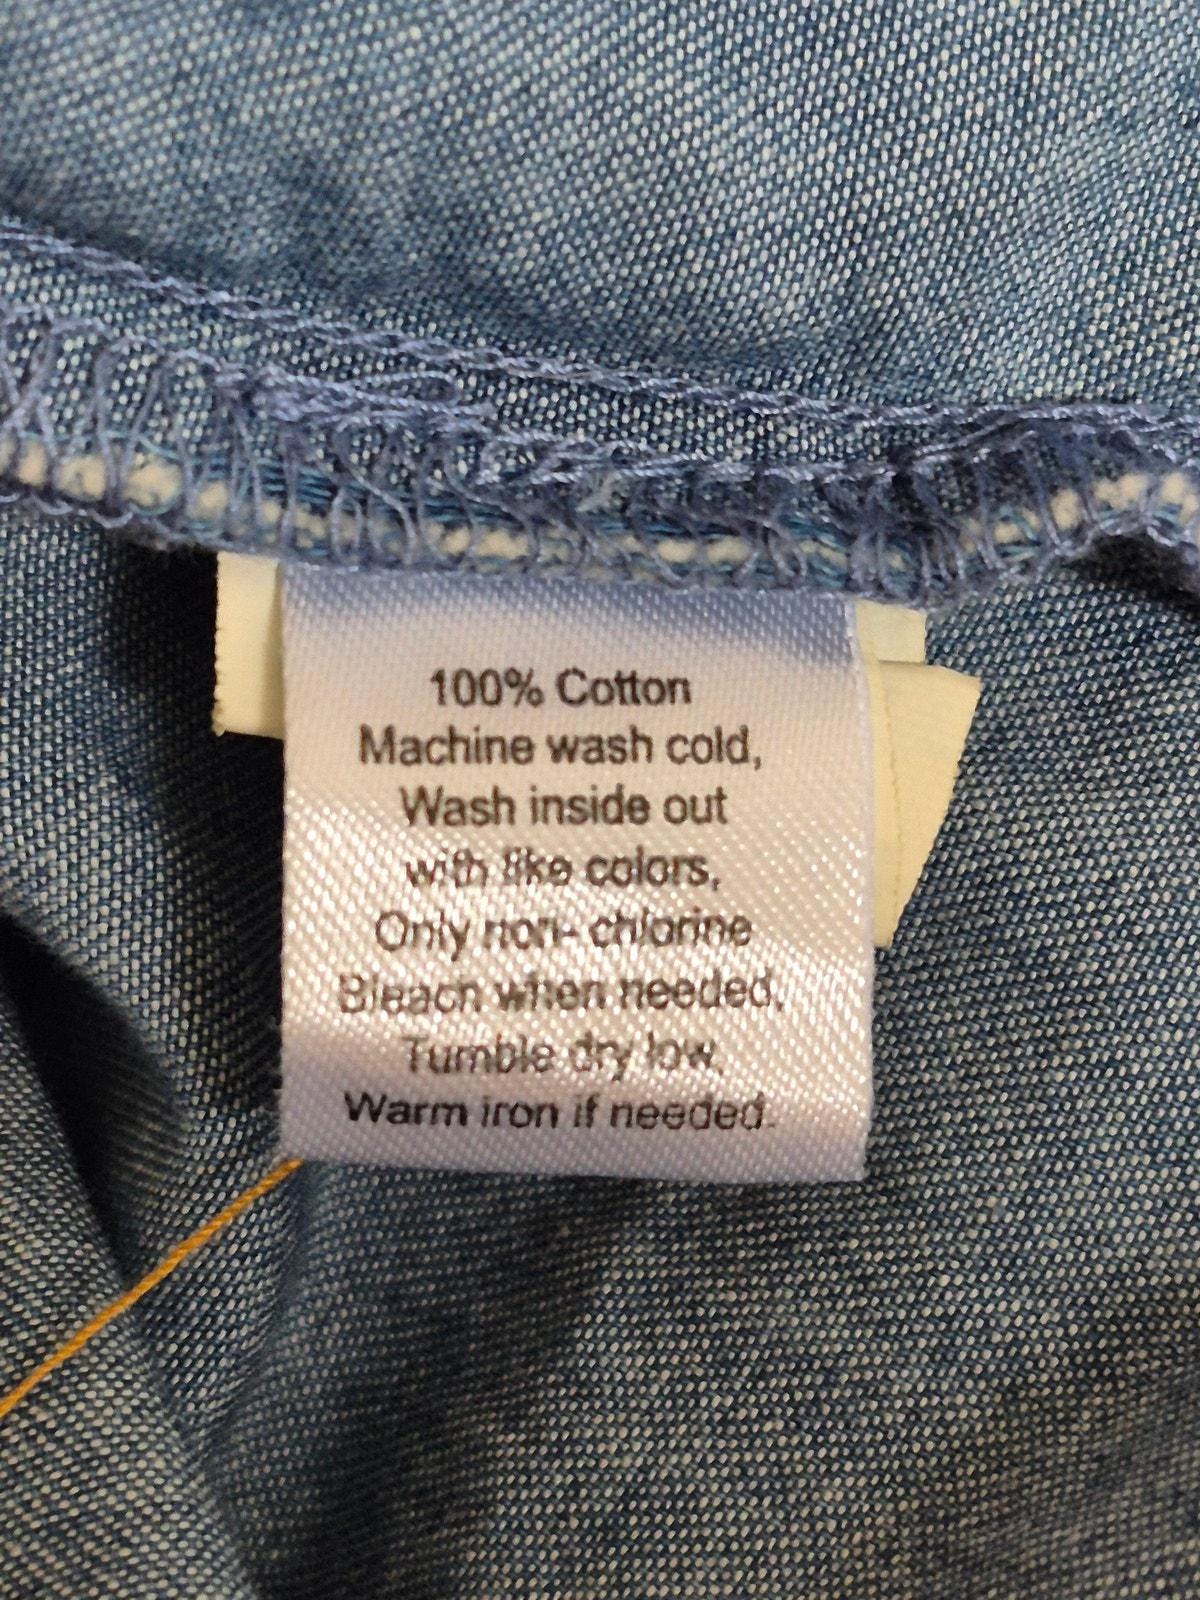 100% Cotton
Machine wash cold,
Wash inside out
with like colors,
Only non- chlorine
Bleach when needed,
Tumble dry low,
Warm iron if needed.